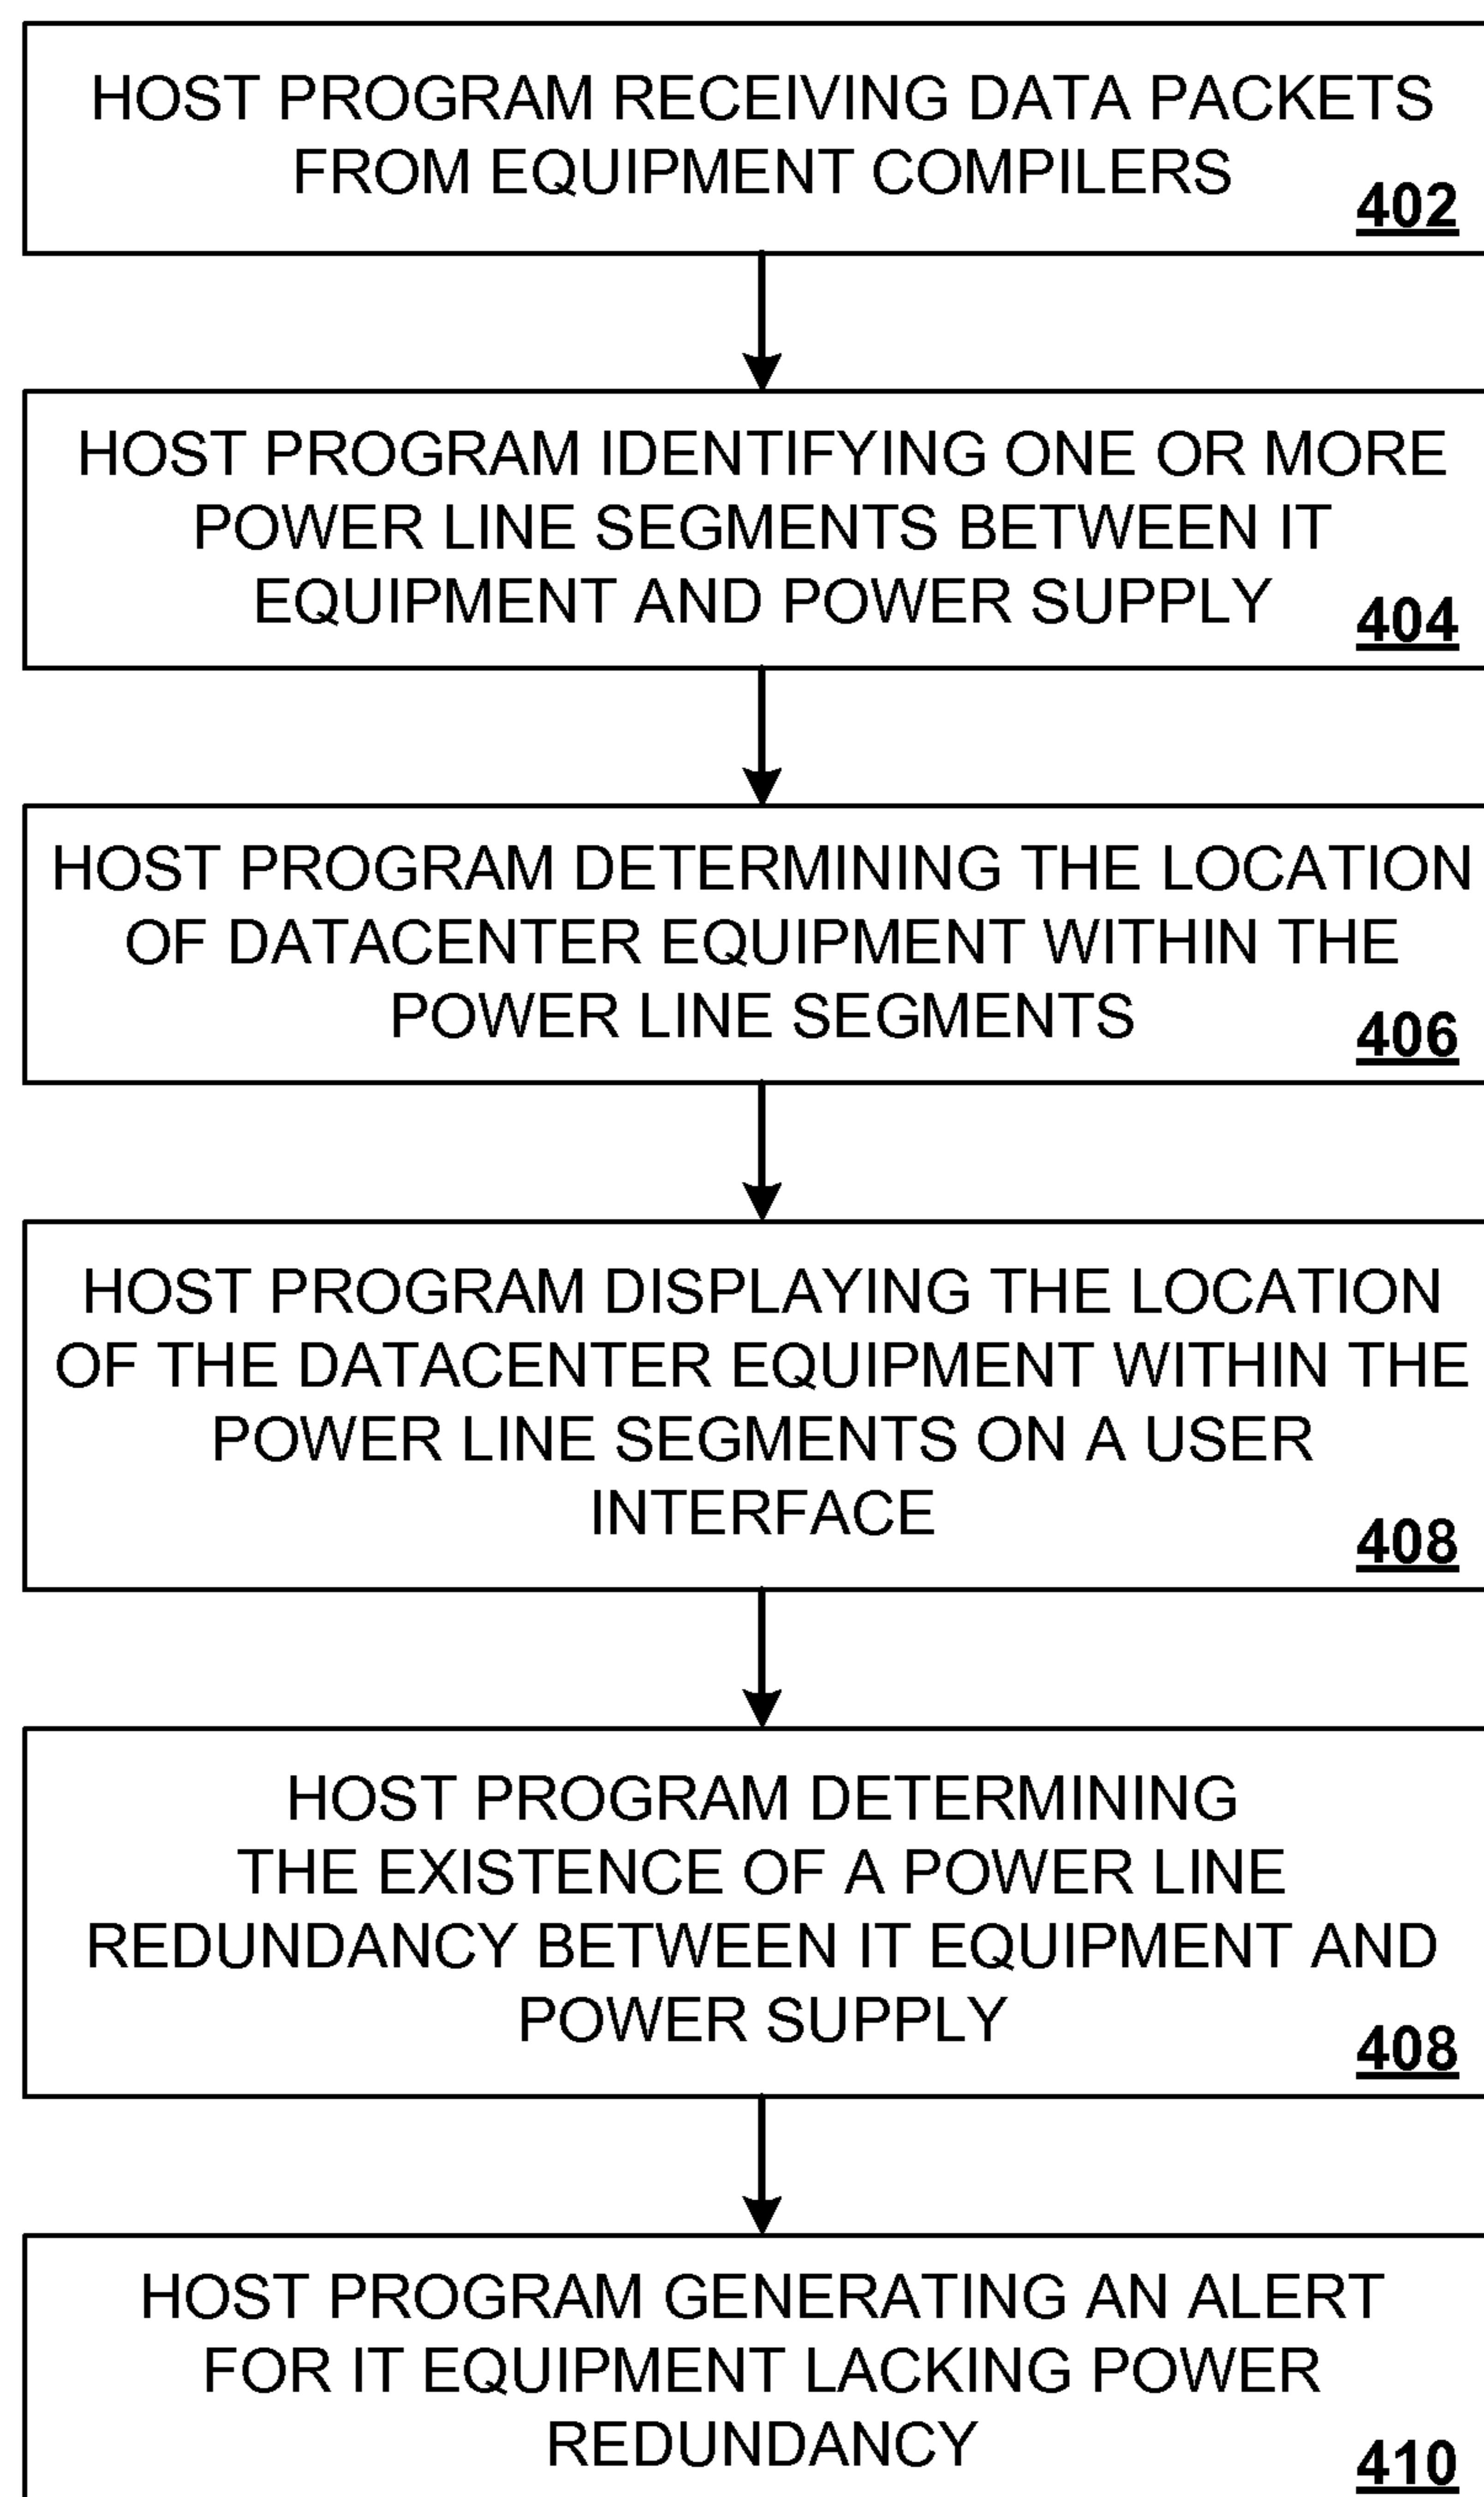 HOST PROGRAM RECEIVING DATA PACKETS
FROM EQUIPMENT COMPILERS
402
HOST PROGRAM IDENTIFYING ONE OR MORE
POWER LINE SEGMENTS BETWEEN IT
EQUIPMENT AND POWER SUPPLY
404
HOST PROGRAM DETERMINING THE LOCATION
OF DATACENTER EQUIPMENT WITHIN THE
POWER LINE SEGMENTS
406
HOST PROGRAM DISPLAYING THE LOCATION
OF THE DATACENTER EQUIPMENT WITHIN THE
POWER LINE SEGMENTS ON A USER
INTERFACE
408
HOST PROGRAM DETERMINING
THE EXISTENCE OF A POWER LINE
REDUNDANCY BETWEEN IT EQUIPMENT AND
POWER SUPPLY
408
HOST PROGRAM GENERATING AN ALERT
FOR IT EQUIPMENT LACKING POWER
REDUNDANCY
410